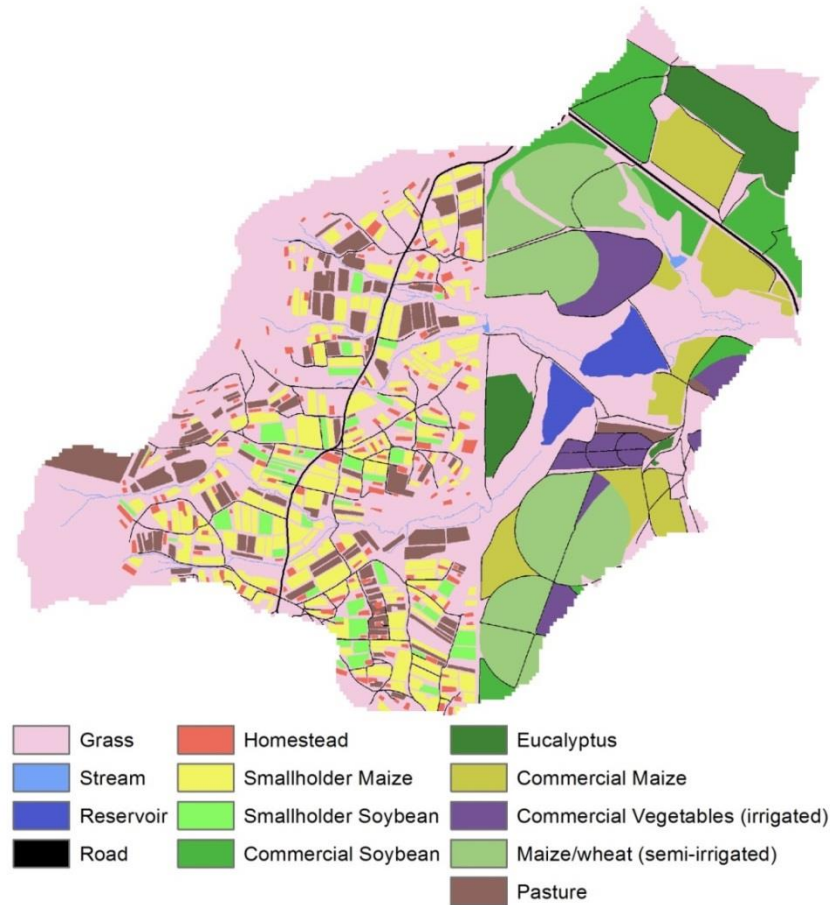 Grass
Stream
Reservoir
Road
Homestead
Smallholder Maize
Smallholder Soybean
Commercial Soybean
Eucalyptus
Commercial Maize
Commercial Vegetables (irrigated)
Maize/wheat (semi-irrigated)
Pasture